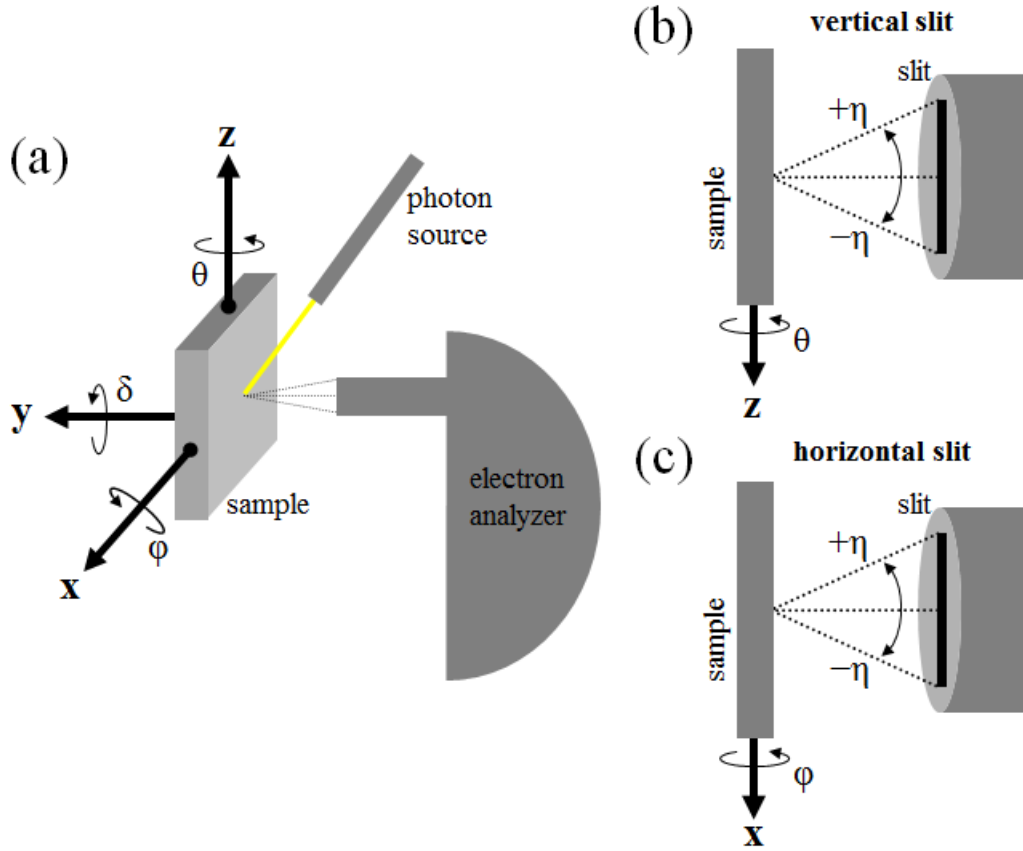 (a)
z
θ
photon
source
δ
y
φ
x
sample
electron
analyzer
(b)
vertical slit
slit
+η
−η
sample
θ
z
(c)
horizontal slit
slit
+η
−η
sample
φ
x